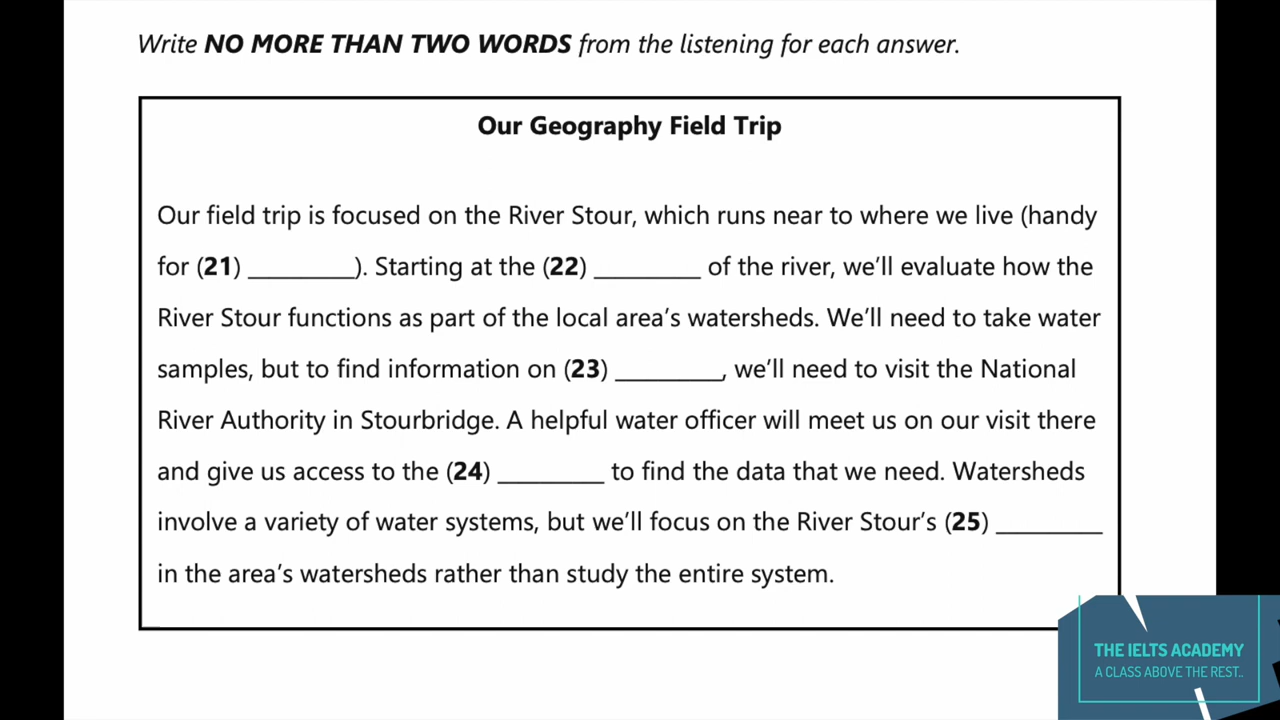 Write NO MORE THAN TWO WORDS from the listening for each answer.
Our Geography Field Trip
Our field trip is focused on the River Stour, which runs near to where we live (handy
for (21) _________). Starting at the (22) _________ of the river, we’ll evaluate how the
River Stour functions as part of the local area’s watersheds. We’ll need to take water
samples, but to find information on (23) _________, we’ll need to visit the National
River Authority in Stourbridge. A helpful water officer will meet us on our visit there
and give us access to the (24) _________ to find the data that we need. Watersheds
involve a variety of water systems, but we’ll focus on the River Stour’s (25) _________
in the area’s watersheds rather than study the entire system.
THE IELTS ACADEMY
A CLASS ABOVE THE REST..